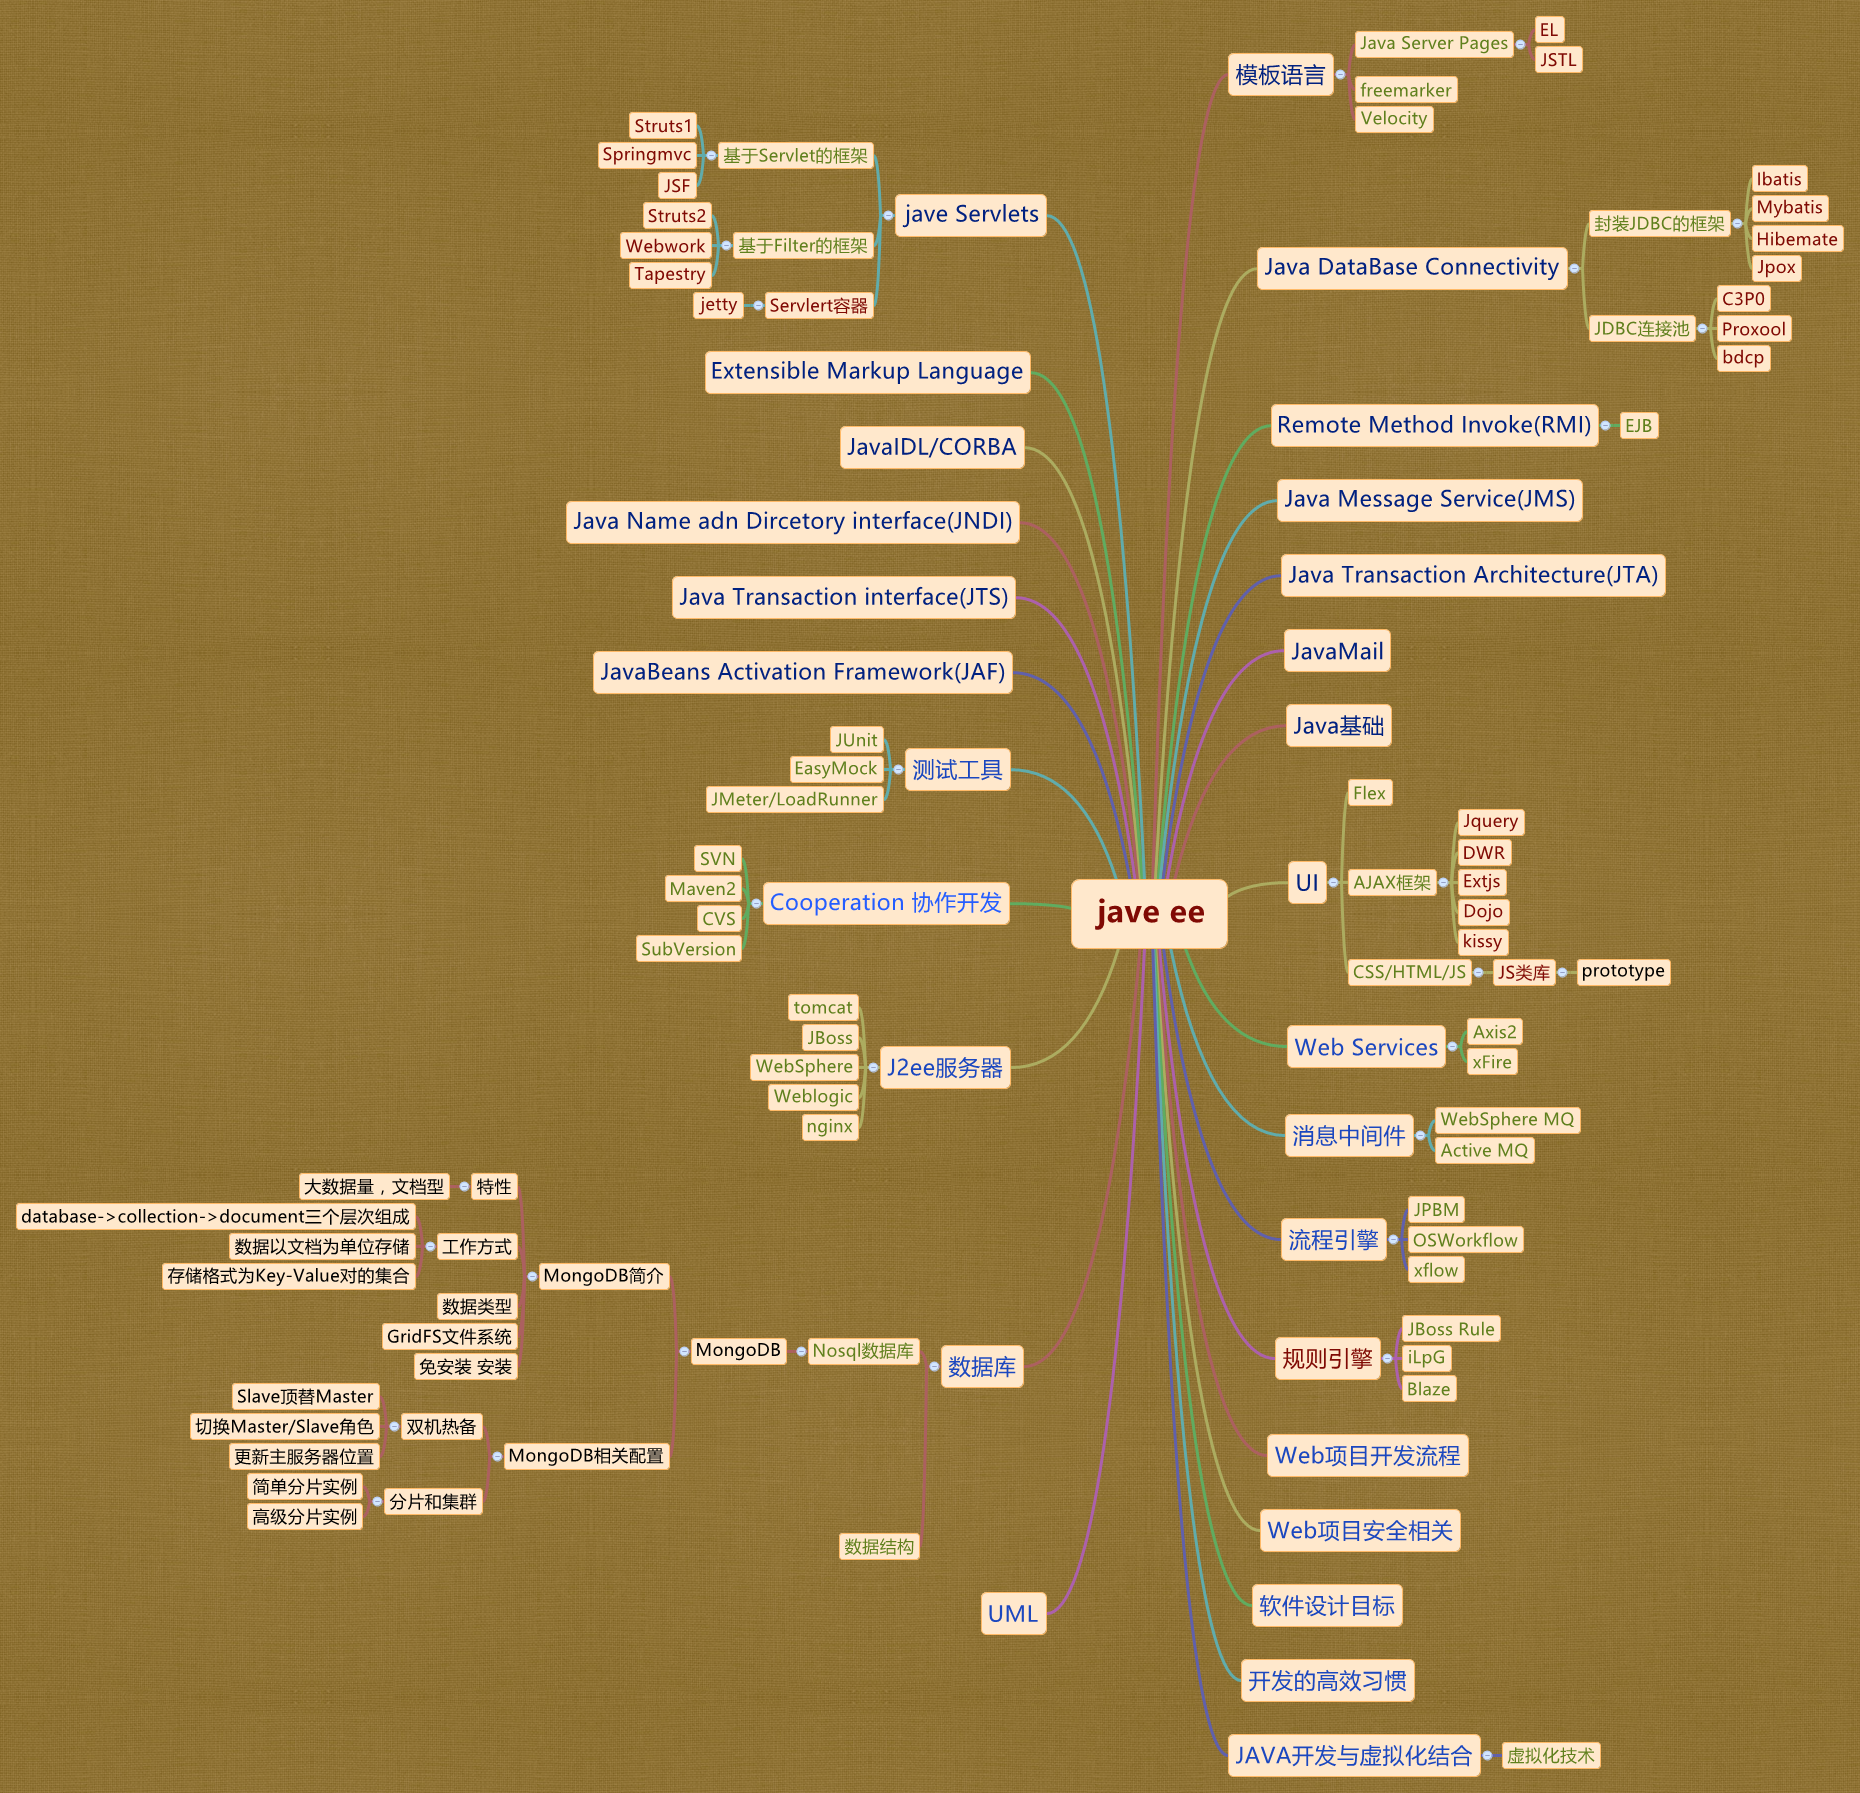 jave ee
模板语言
Java Server Pages
EL
JSTL
freemarker
Velocity
Java DataBase Connectivity
封装JDBC的框架
Ibatis
Mybatis
Hibemate
Jpox
JDBC连接池
C3P0
Proxool
bdcp
Remote Method Invoke(RMI)
EJB
Java Message Service(JMS)
Java Transaction Architecture(JTA)
JavaMail
Java基础
UI
Flex
AJAX框架
Jquery
DWR
Extjs
Dojo
kissy
CSS/HTML/JS
JS类库
prototype
Web Services
Axis2
xFire
消息中间件
WebSphere MQ
Active MQ
流程引擎
JPBM
OSWorkflow
xflow
规则引擎
JBoss Rule
iLpG
Blaze
Web项目开发流程
Web项目安全相关
软件设计目标
开发的高效习惯
JAVA开发与虚拟化结合
虚拟化技术
jave Servlets
基于Servlet的框架
Struts1
Springmvc
JSF
基于Filter的框架
Struts2
Webwork
Tapestry
Servlert容器
jetty
Extensible Markup Language
JavaIDL/CORBA
Java Name adn Dircetory interface(JNDI)
Java Transaction interface(JTS)
JavaBeans Activation Framework(JAF)
测试工具
JUnit
EasyMock
JMeter/LoadRunner
Cooperation 协作开发
SVN
Maven2
CVS
SubVersion
J2ee服务器
tomcat
JBoss
WebSphere
Weblogic
nginx
数据库
Nosql数据库
MongoDB
MongoDB简介
特性
大数据量，文档型
工作方式
database->collection->document三个层次组成
数据以文档为单位存储
存储格式为Key-Value对的集合
数据类型
GridFS文件系统
免安装 安装
MongoDB相关配置
双机热备
Slave顶替Master
切换Master/Slave角色
更新主服务器位置
分片和集群
简单分片实例
高级分片实例
数据结构
UML